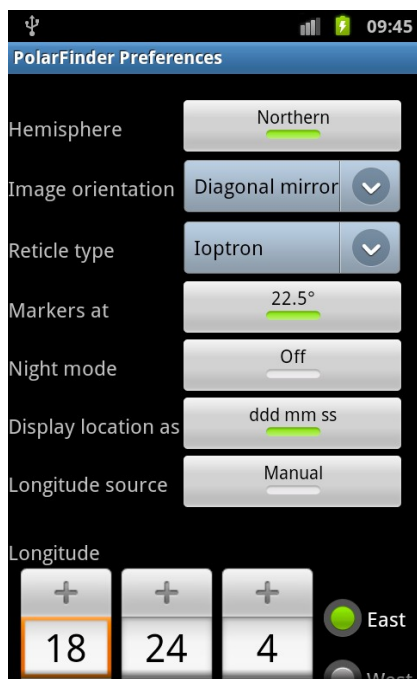 09:45
PolarFinder Preferences
Hemisphere Northern
Image orientation Diagonal mirror
Reticle type Ioptron
Markers at 22.5°
Night mode Off
Display location as ddd mm ss
Longitude source Manual
Longitude
+ + +
18 24 4 East
West